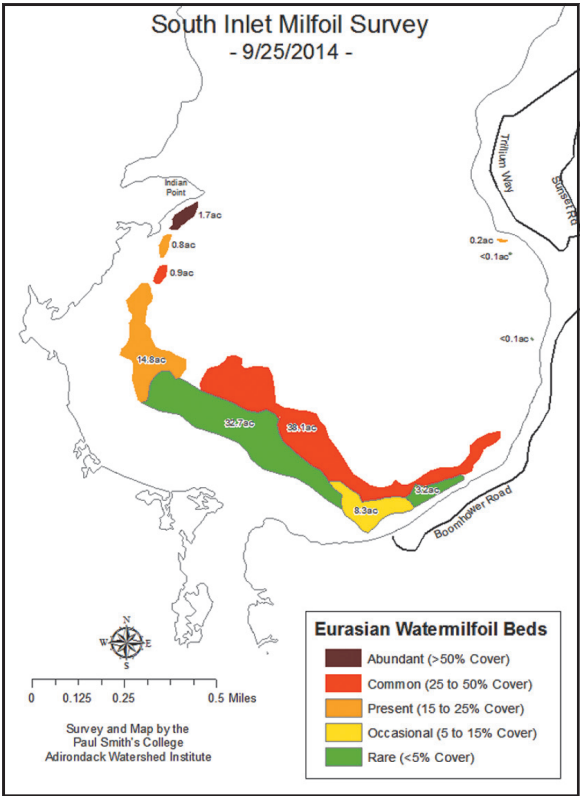 South Inlet Milfoil Survey
- 9/25/2014 -
Indian
Point
Trillium Way
Sunset Rd
1.7ac
0.8ac
0.2ac
<0.1ac*
0.9ac
<0.1ac
14.8ac
32.7ac
38.1ac
3.2ac
8.3ac
Boomhower Road
N
W
E
S
0 0.125 0.25 0.5 Miles
Survey and Map by the
Paul Smith's College
Adirondack Watershed Institute
Eurasian Watermilfoil Beds
Abundant (>50% Cover)
Common (25 to 50% Cover)
Present (15 to 25% Cover)
Occasional (5 to 15% Cover)
Rare (<5% Cover)